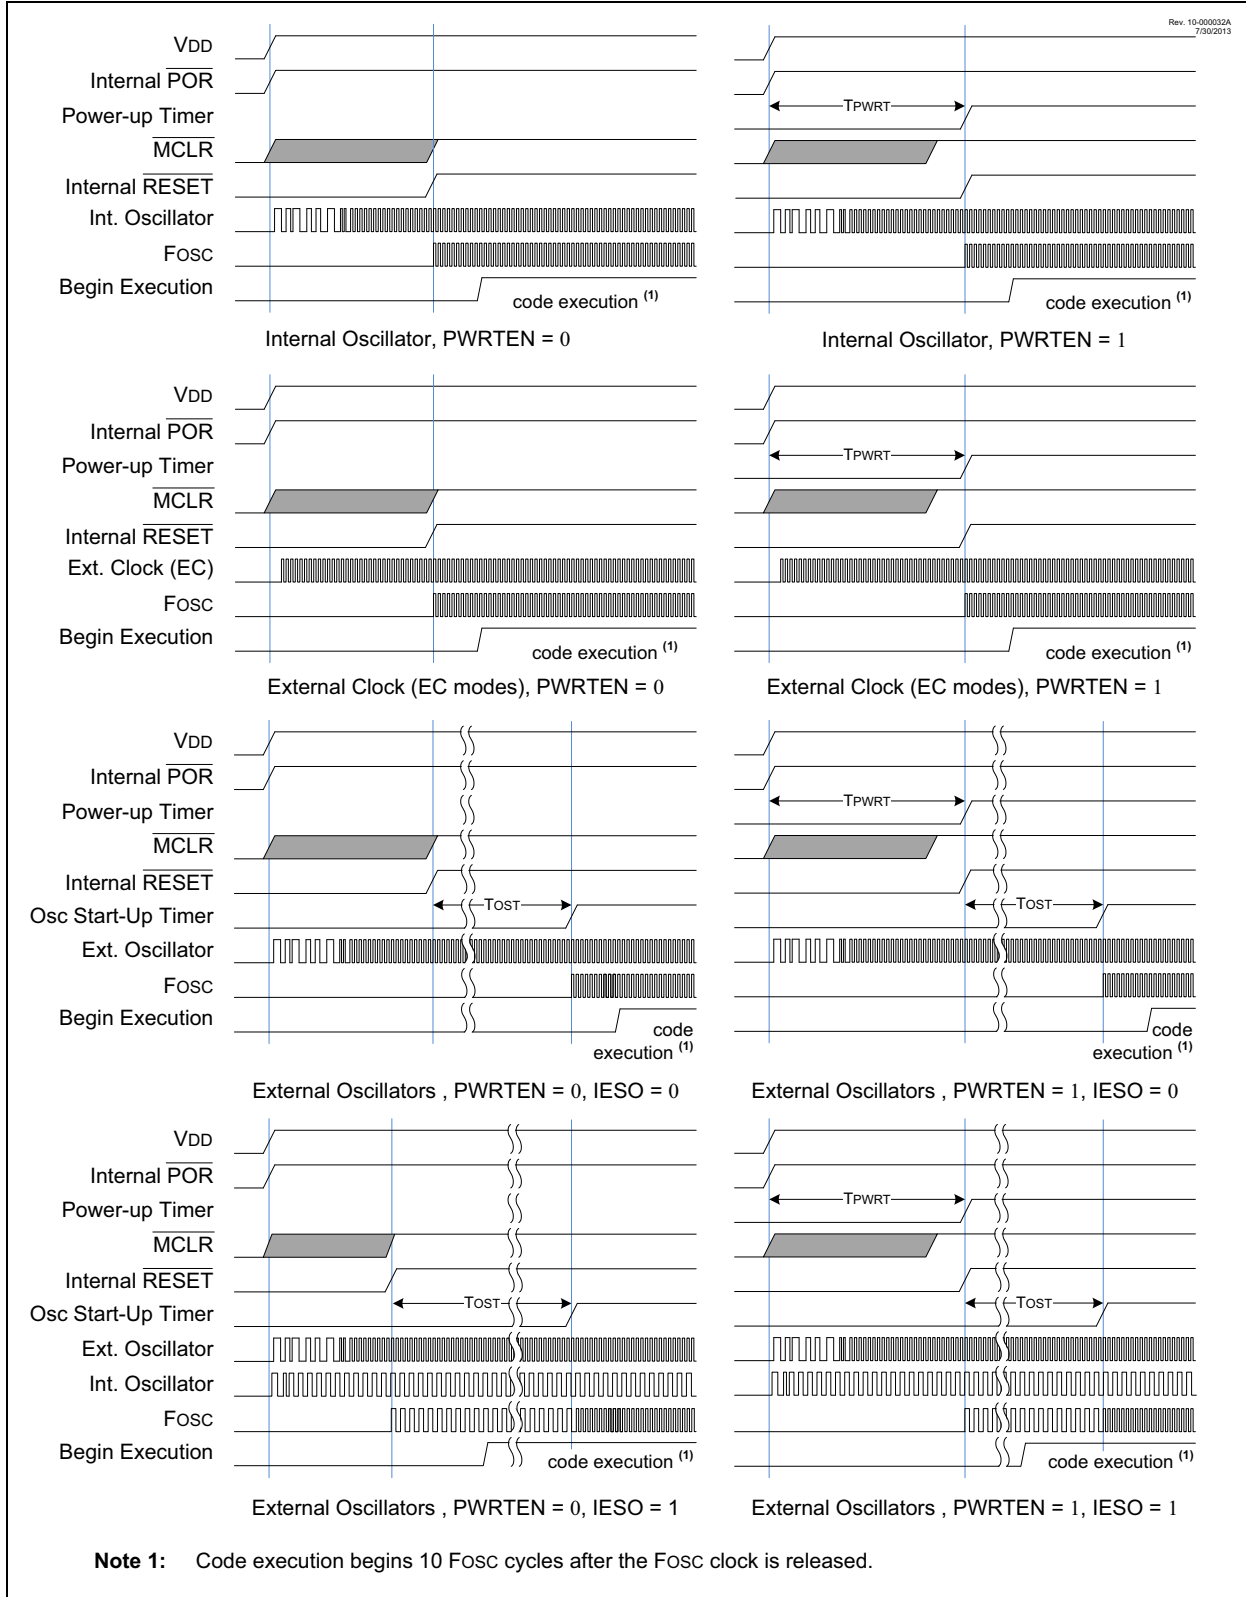 Rev. 10-000032A
7/30/2013
VDD
Internal POR
Power-up Timer
MCLR
Internal RESET
Int. Oscillator
FOSC
Begin Execution
code execution (1)
Internal Oscillator, PWRTEN = 0
TPWRT
code execution (1)
Internal Oscillator, PWRTEN = 1
VDD
Internal POR
Power-up Timer
MCLR
Internal RESET
Ext. Clock (EC)
FOSC
Begin Execution
code execution (1)
External Clock (EC modes), PWRTEN = 0
TPWRT
code execution (1)
External Clock (EC modes), PWRTEN = 1
VDD
Internal POR
Power-up Timer
MCLR
Internal RESET
Osc Start-Up Timer
Ext. Oscillator
FOSC
Begin Execution
TOST
code
execution (1)
External Oscillators , PWRTEN = 0, IESO = 0
TPWRT
TOST
code
execution (1)
External Oscillators , PWRTEN = 1, IESO = 0
VDD
Internal POR
Power-up Timer
MCLR
Internal RESET
Osc Start-Up Timer
Ext. Oscillator
Int. Oscillator
FOSC
Begin Execution
TOST
code execution (1)
External Oscillators , PWRTEN = 0, IESO = 1
TPWRT
TOST
code execution (1)
External Oscillators , PWRTEN = 1, IESO = 1
Note 1: Code execution begins 10 FOSC cycles after the FOSC clock is released.